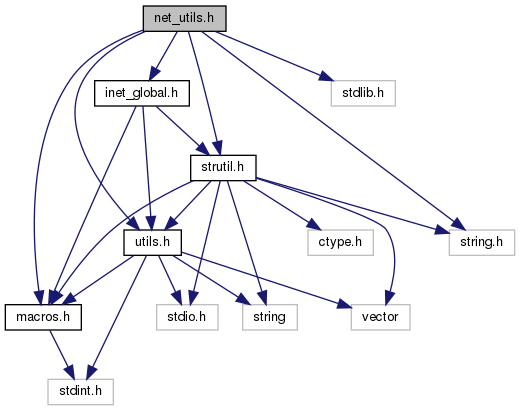 net_utils.h
inet_global.h
stdlib.h
strutil.h
utils.h
ctype.h
string.h
macros.h
stdio.h
string
vector
stdint.h